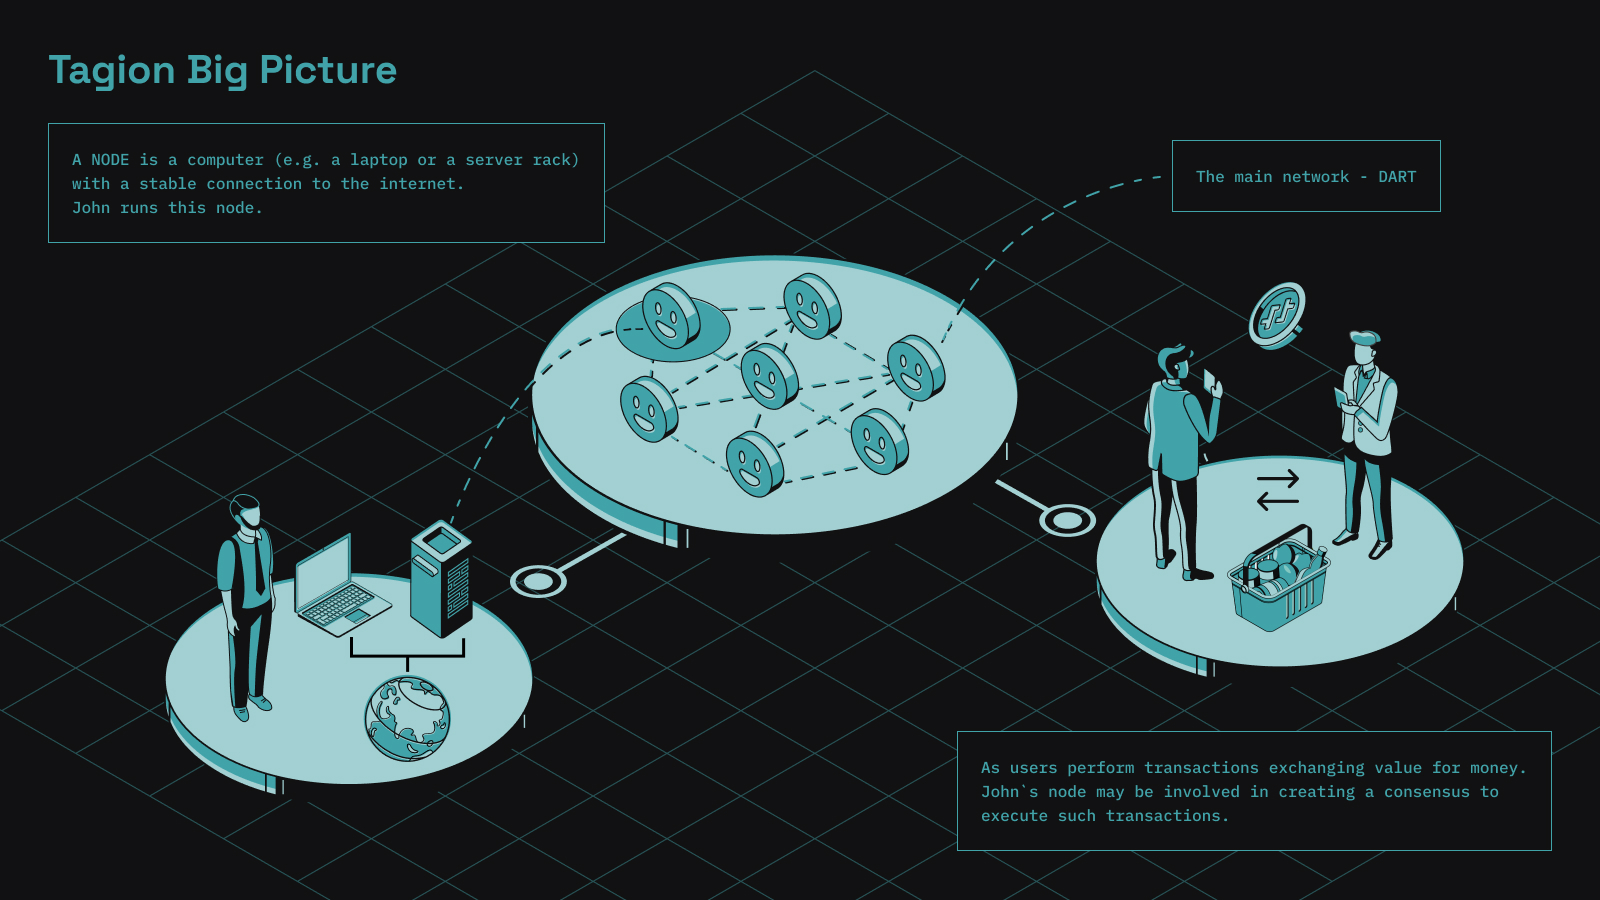 Tagion Big Picture
A NODE is a computer (e.g. a laptop or a server rack)
with a stable connection to the internet.
John runs this node.
The main network - DART
As users perform transactions exchanging value for money.
John`s node may be involved in creating a consensus to
execute such transactions.